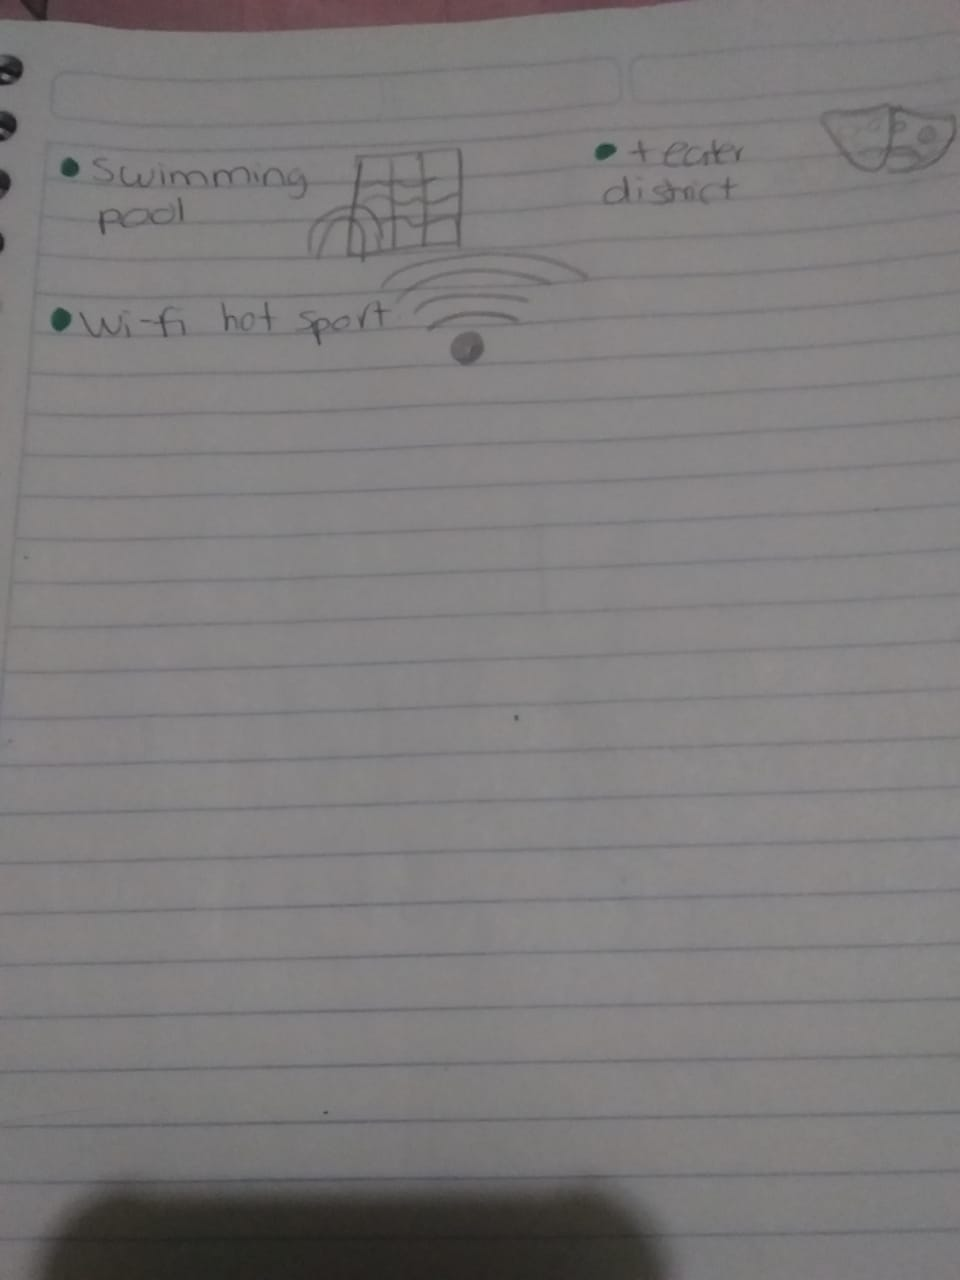 • Swimming
pool
• teater
district
• Wi-fi hot sport